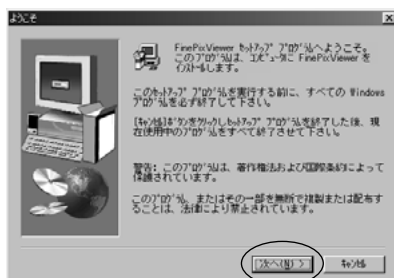 ようこそ
FinePixViewer ｾｯﾄｱｯﾌﾟ ﾌﾟﾛｸﾞﾗﾑへようこそ。
このﾌﾟﾛｸﾞﾗﾑは、ｺﾝﾋﾟｭｰﾀに FinePixViewer を
ｲﾝｽﾄｰﾙします。
このｾｯﾄｱｯﾌﾟ ﾌﾟﾛｸﾞﾗﾑを実行する前に、すべての Windows
ﾌﾟﾛｸﾞﾗﾑを必ず終了して下さい。
[ｷｬﾝｾﾙ]ﾎﾞﾀﾝをｸﾘｯｸしｾｯﾄｱｯﾌﾟ ﾌﾟﾛｸﾞﾗﾑを終了した後、現
在使用中のﾌﾟﾛｸﾞﾗﾑをすべて終了させて下さい。
警告: このﾌﾟﾛｸﾞﾗﾑは、著作権法および国際条約によって
保護されています。
このﾌﾟﾛｸﾞﾗﾑ、またはその一部を無断で複製または配布す
ることは、法律により禁止されています。
次へ(N) >
ｷｬﾝｾﾙ